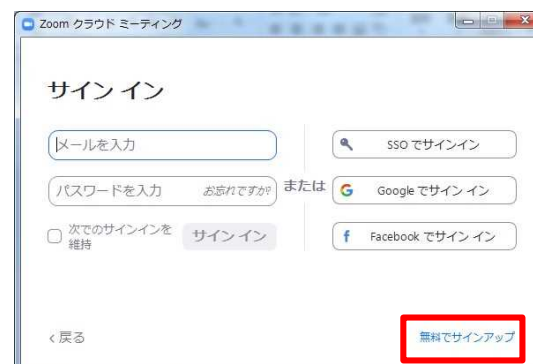 Zoom クラウド ミーティング
サイン イン
メールを入力
パスワードを入力 お忘れですか?
次でのサインインを
維持
サイン イン
または
SSO でサインイン
Google でサイン イン
Facebook でサイン イン
‹ 戻る
無料でサインアップ